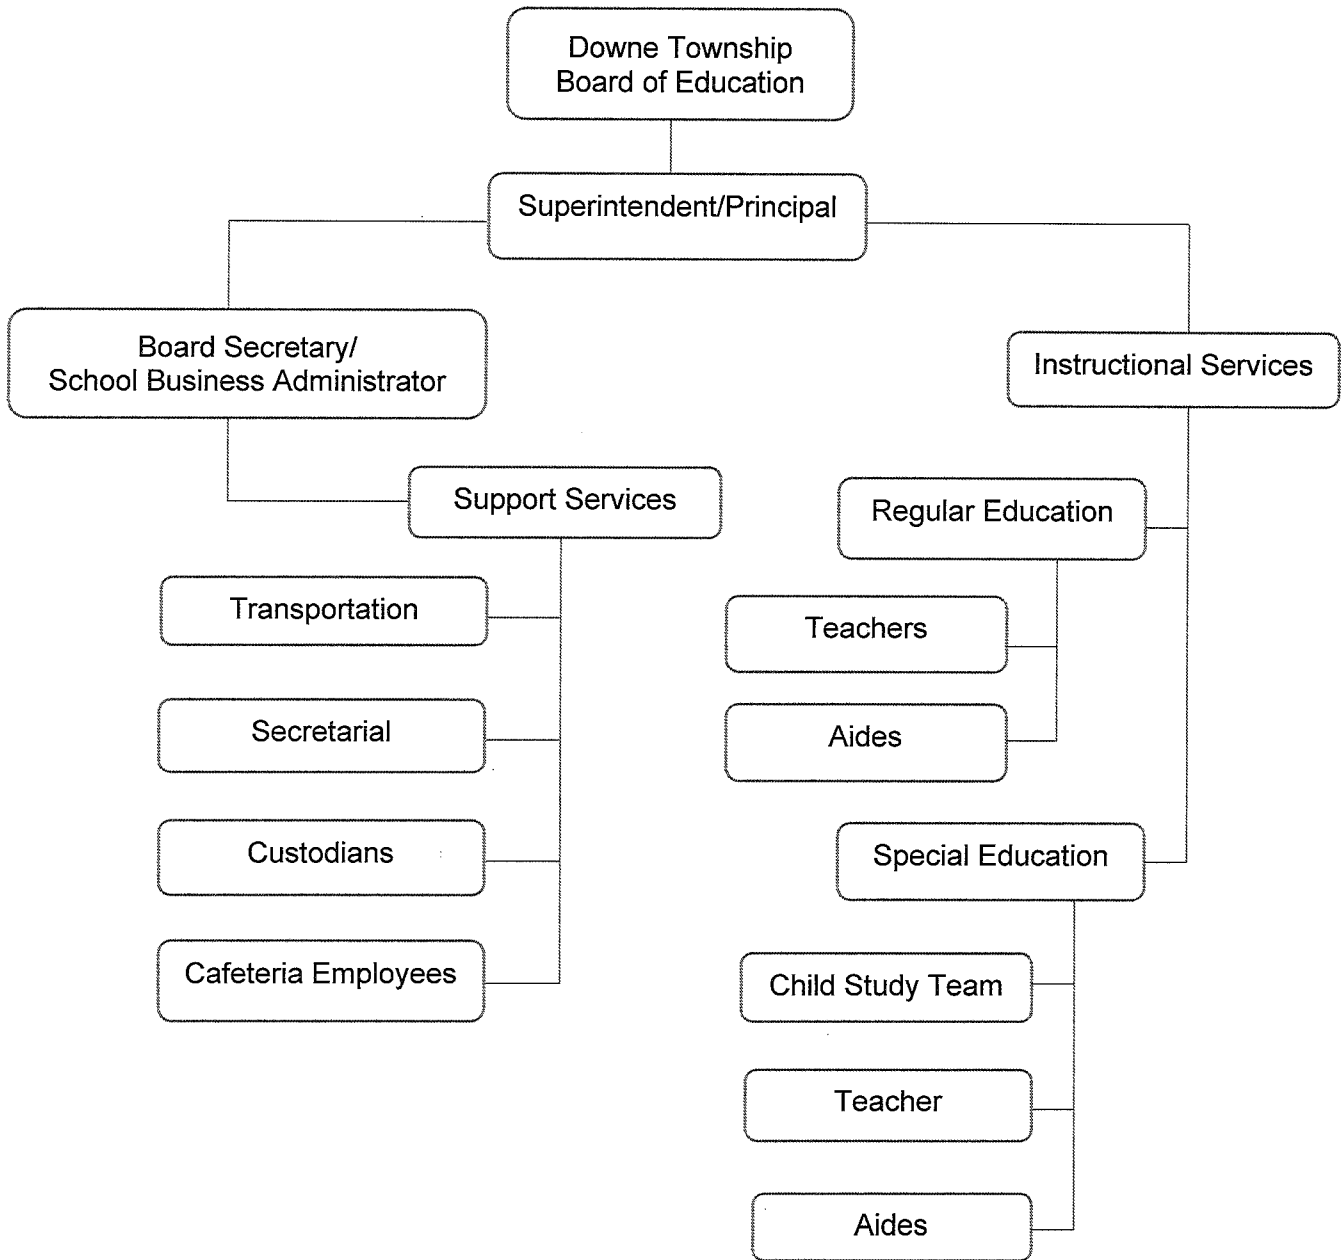 Downe Township
Board of Education
Superintendent/Principal
Board Secretary/
School Business Administrator
Support Services
Transportation
Secretarial
Custodians
Cafeteria Employees
Instructional Services
Regular Education
Teachers
Aides
Special Education
Child Study Team
Teacher
Aides